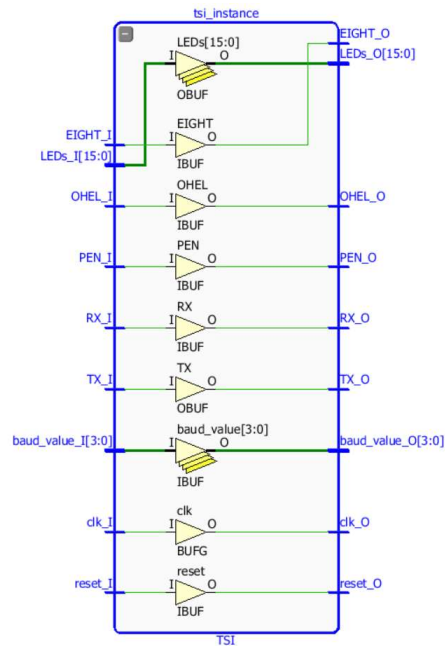 tsi_instance
LEDs[15:0]
I O
OBUF
EIGHT_O
LEDs_O[15:0]
EIGHT
EIGHT_I I O
LEDs_I[15:0]
IBUF
OHEL
OHEL_I I O OHEL_O
IBUF
PEN
PEN_I I O PEN_O
IBUF
RX
RX_I I O RX_O
IBUF
TX
TX_I I O TX_O
OBUF
baud_value[3:0]
baud_value_I[3:0] I O baud_value_O[3:0]
IBUF
clk
clk_I I O clk_O
BUFG
reset
reset_I I O reset_O
IBUF
TSI